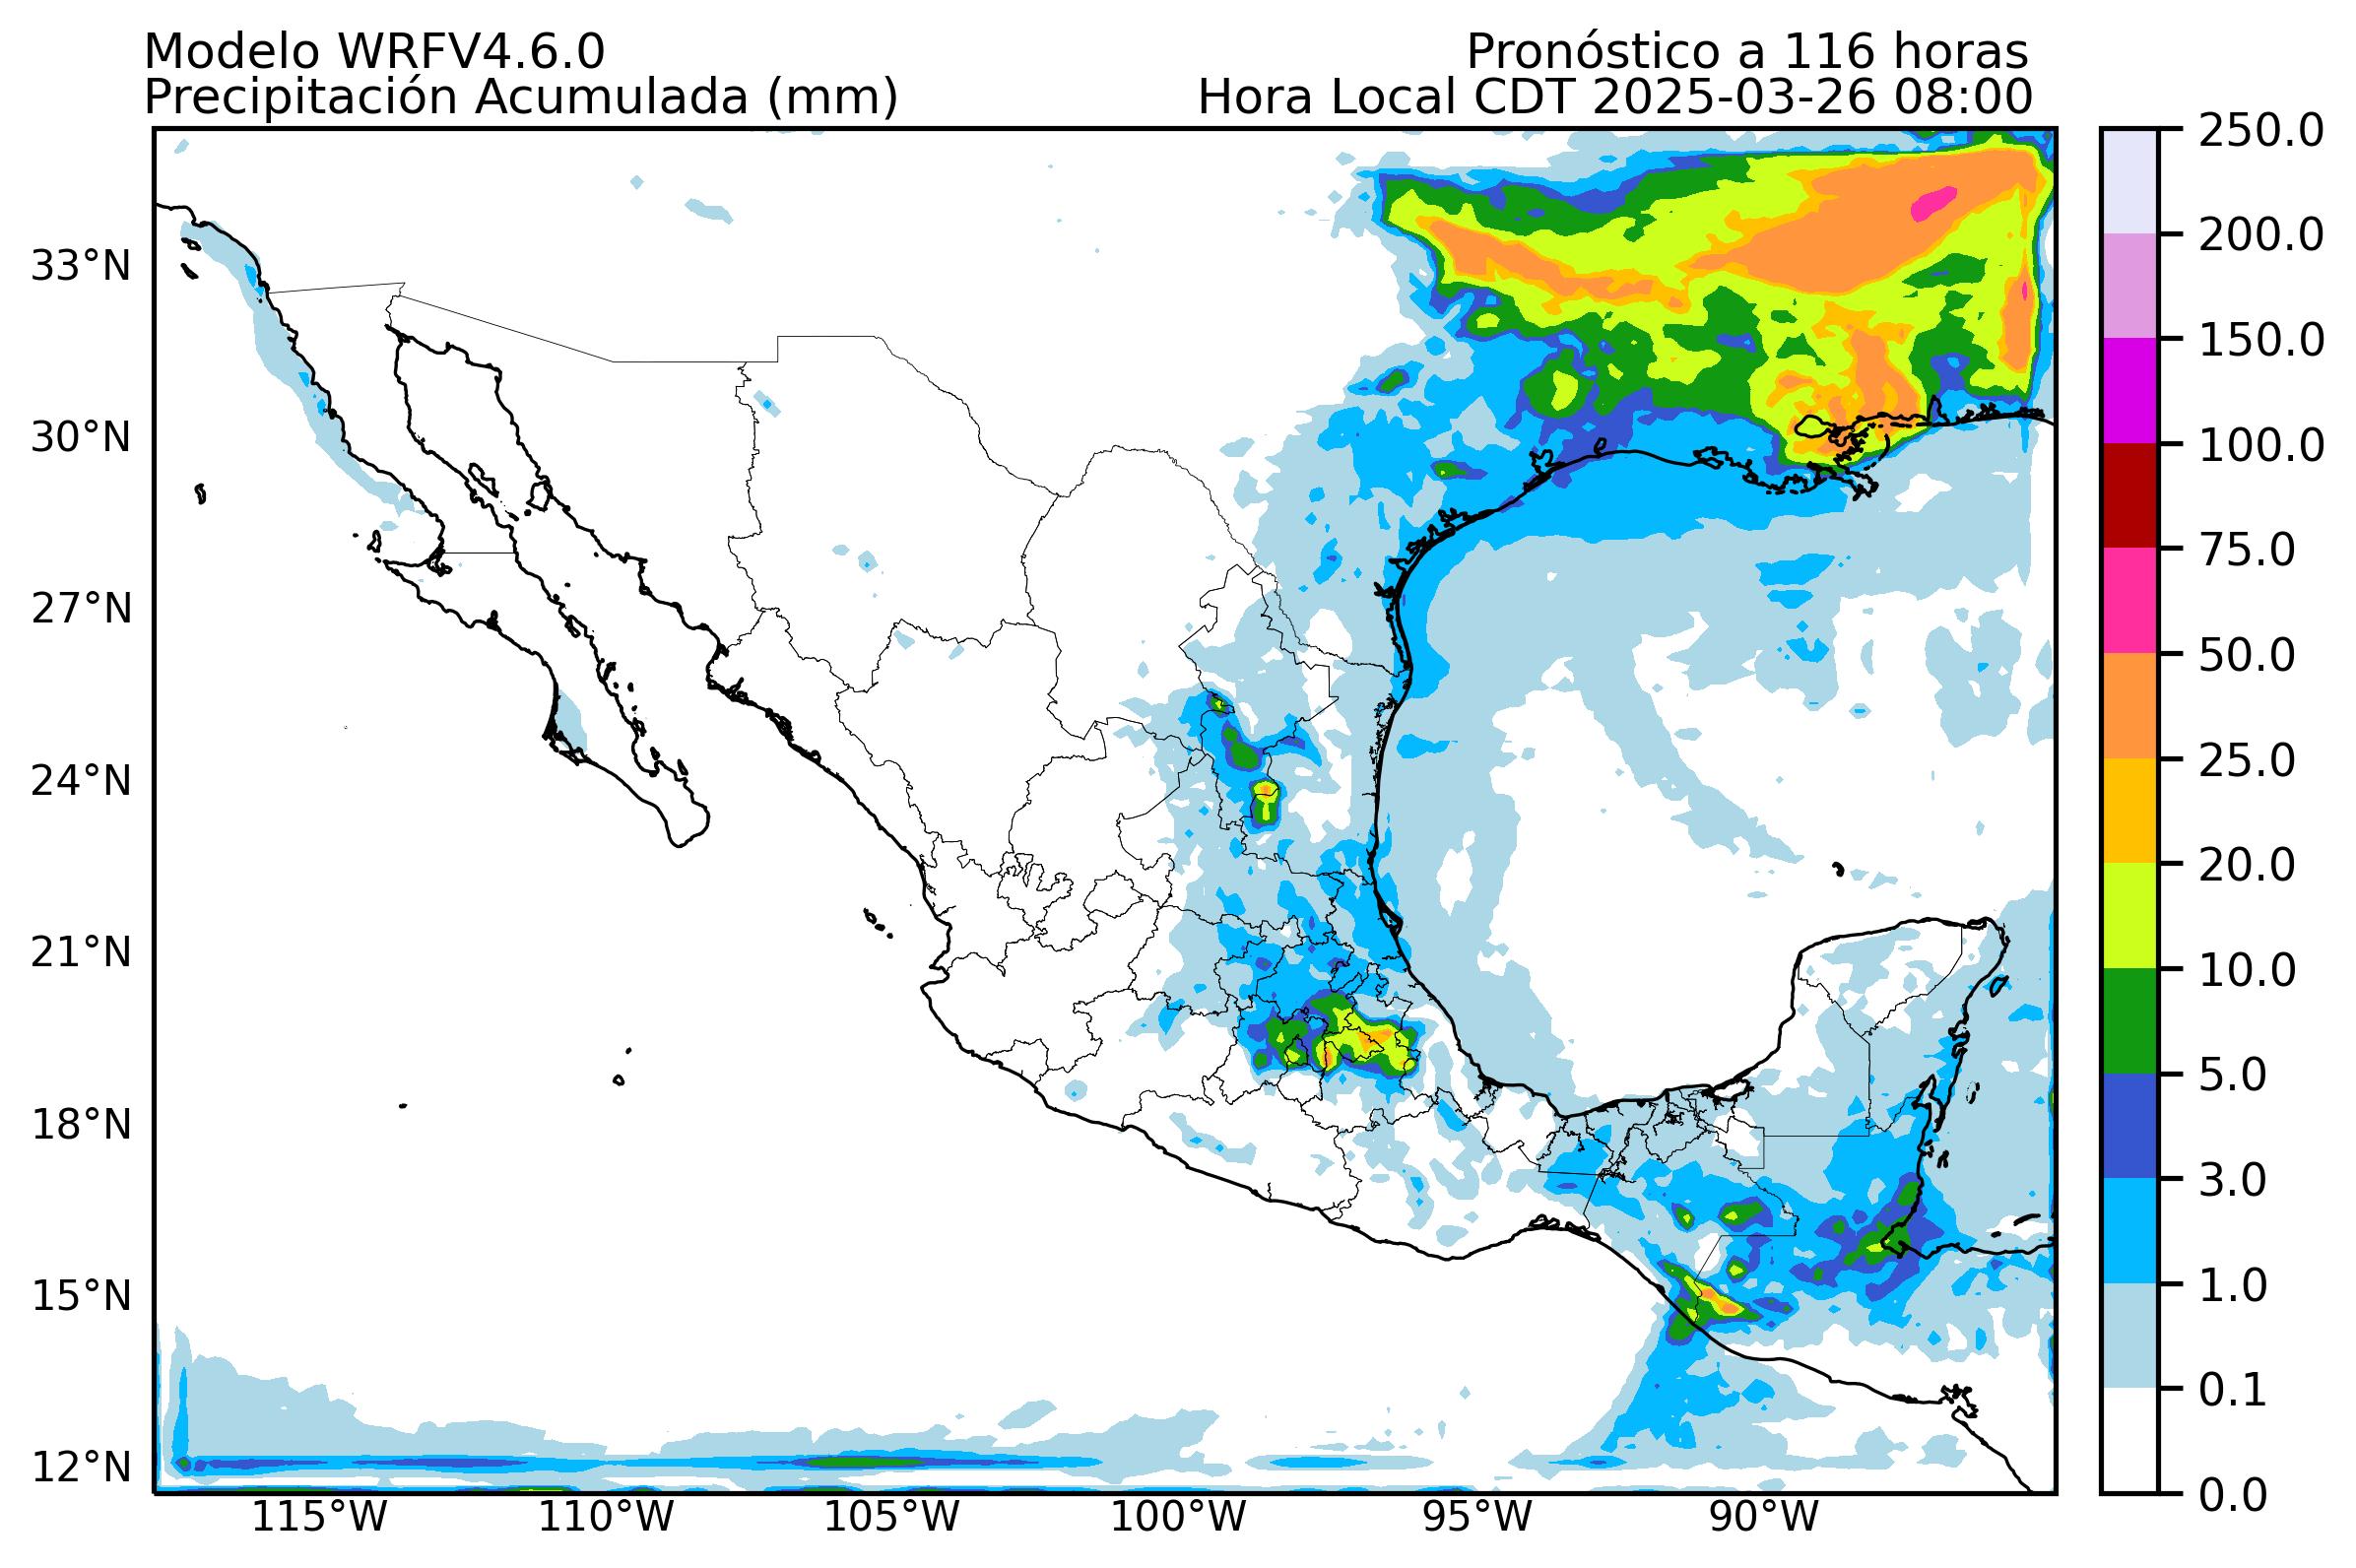 Modelo WRFV4.6.0
Pronóstico a 116 horas
Precipitación Acumulada (mm)
Hora Local CDT 2025-03-26 08:00
33°N
30°N
27°N
24°N
21°N
18°N
15°N
12°N
115°W
110°W
105°W
100°W
95°W
90°W
250.0
200.0
150.0
100.0
75.0
50.0
25.0
20.0
10.0
5.0
3.0
1.0
0.1
0.0